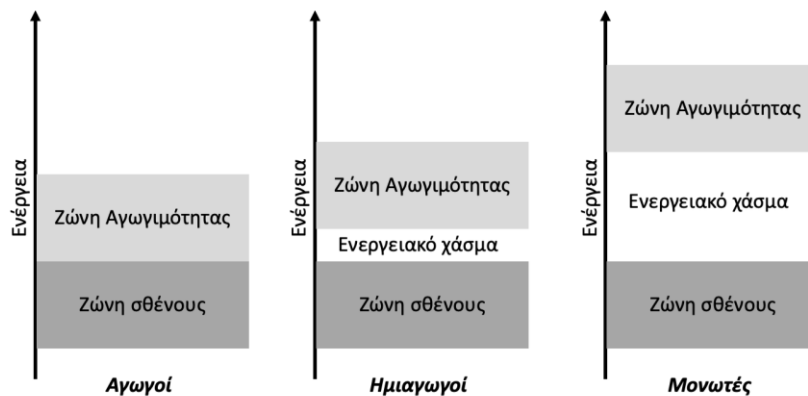 Ενέργεια
Ζώνη Αγωγιμότητας
Ζώνη σθένους
Αγωγοί
Ενέργεια
Ζώνη Αγωγιμότητας
Ενεργειακό χάσμα
Ζώνη σθένους
Ημιαγωγοί
Ενέργεια
Ζώνη Αγωγιμότητας
Ενεργειακό χάσμα
Ζώνη σθένους
Μονωτές